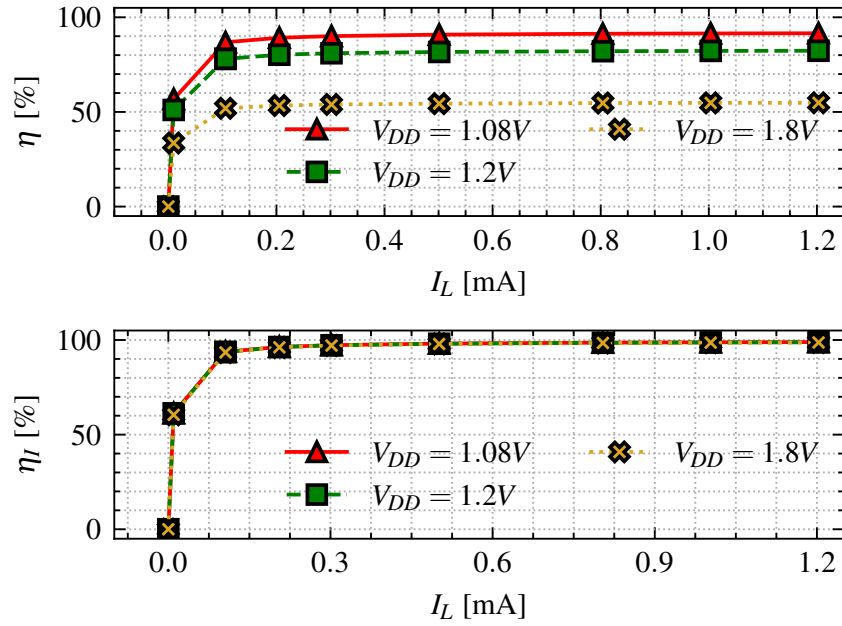 100
50
0
η [%]
V_DD = 1.08V
V_DD = 1.8V
V_DD = 1.2V
0.0 0.2 0.4 0.6 0.8 1.0 1.2
I_L [mA]
100
50
0
η_I [%]
V_DD = 1.08V
V_DD = 1.8V
V_DD = 1.2V
0.0 0.3 0.6 0.9 1.2
I_L [mA]